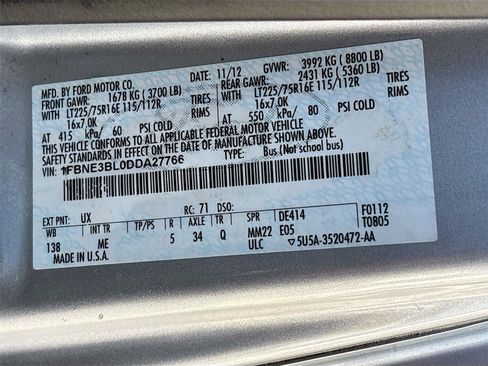 MFD. BY FORD MOTOR CO. DATE: 11/12 GVWR: 3992 KG ( 8800 LB)
FRONT GAWR: 1678 KG ( 3700 LB) REAR GAWR: 2431 KG ( 5360 LB)
WITH LT225/75R16E 115/112R TIRES WITH LT225/75R16E 115/112R TIRES
16x7.0K RIMS 16x7.0K RIMS
AT 415 kPa/ 60 PSI COLD AT 550 kPa/ 80 PSI COLD
THIS VEHICLE CONFORMS TO ALL APPLICABLE FEDERAL MOTOR VEHICLE
SAFETY STANDARDS IN EFFECT ON THE DATE OF MANUFACTURE SHOWN ABOVE.
VIN: 1FBNE3BL0DDA27766 TYPE: Bus (Not school bus)
EXT PNT: UX RC: 71 DSO:
WB TP/PS R AXLE TR SPR DE414 F0112
138 ME 5 34 Q MM22 E05 T0805
MADE IN U.S.A. ULC 5U5A-3520472-AA